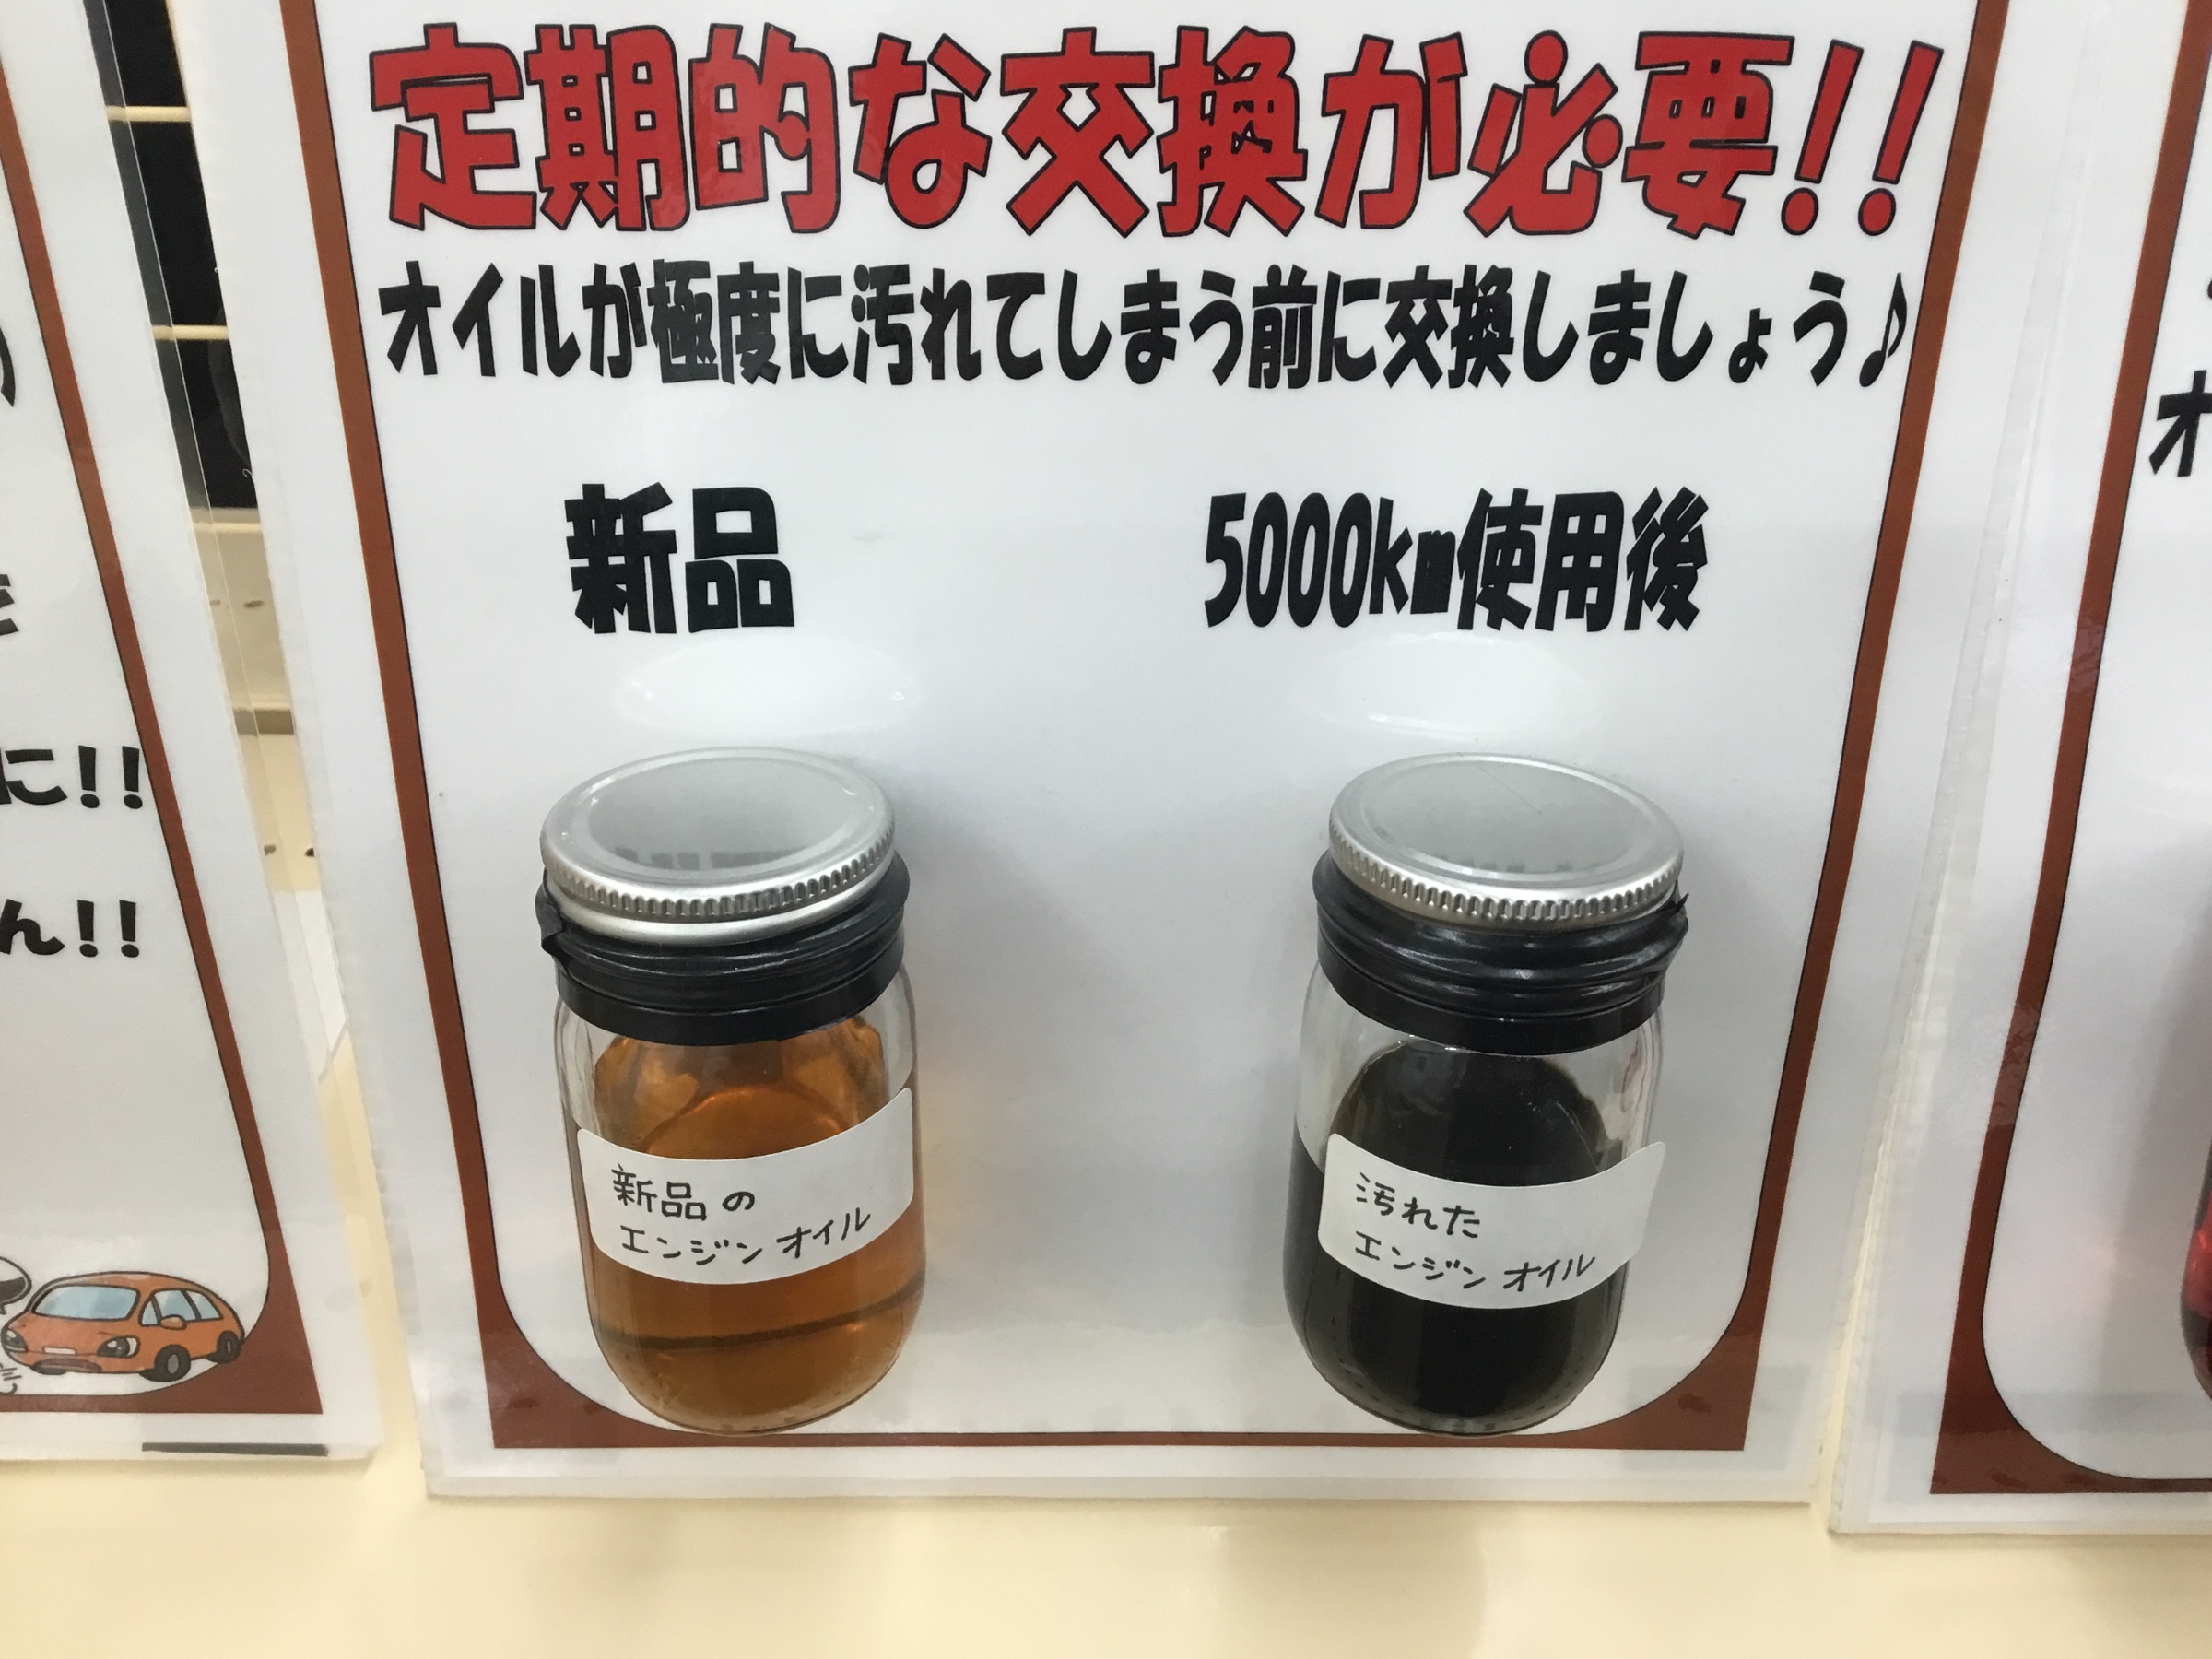 定期的な交換が必要!!
オイルが極度に汚れてしまう前に交換しましょう♪
新品
5000km使用後
新品の
エンジンオイル
汚れた
エンジンオイル
に!!
ん!!
オ